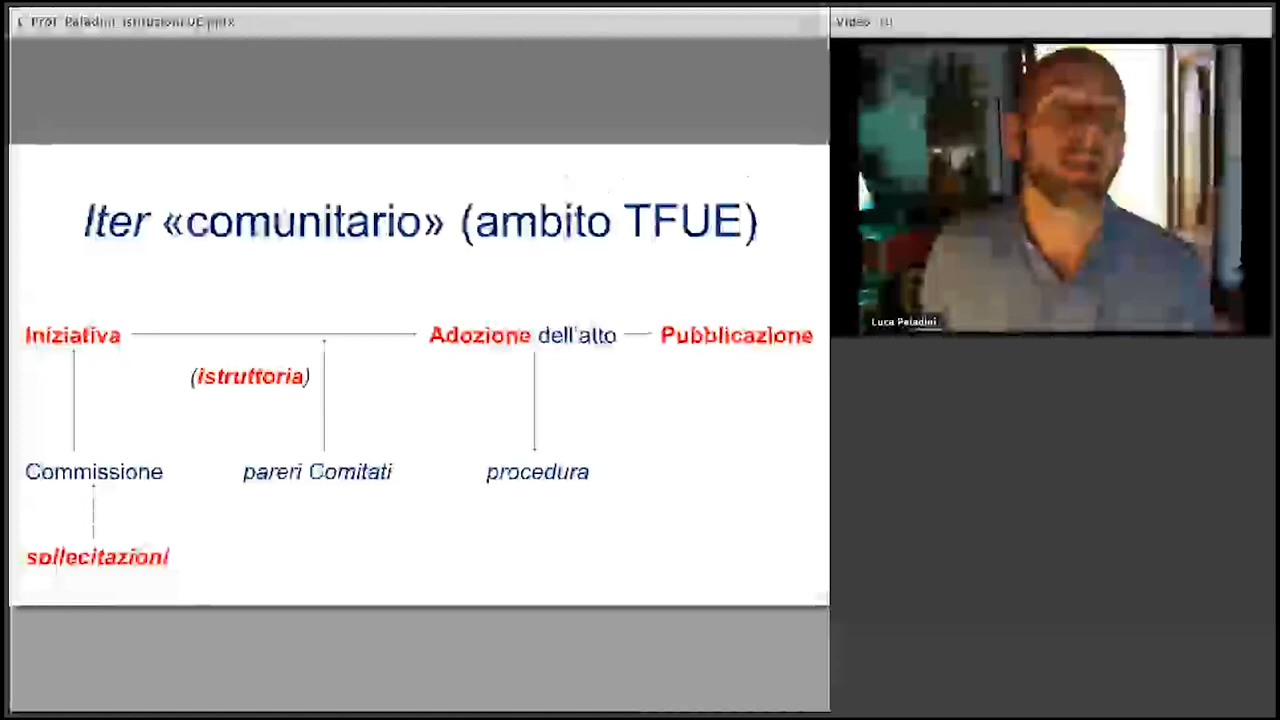 Prof. Paladini istituzioni UE.pptx
Video
Iter «comunitario» (ambito TFUE)
Iniziativa
Adozione dell'atto
Pubblicazione
(istruttoria)
Commissione
pareri Comitati
procedura
sollecitazioni
Luca Paladini